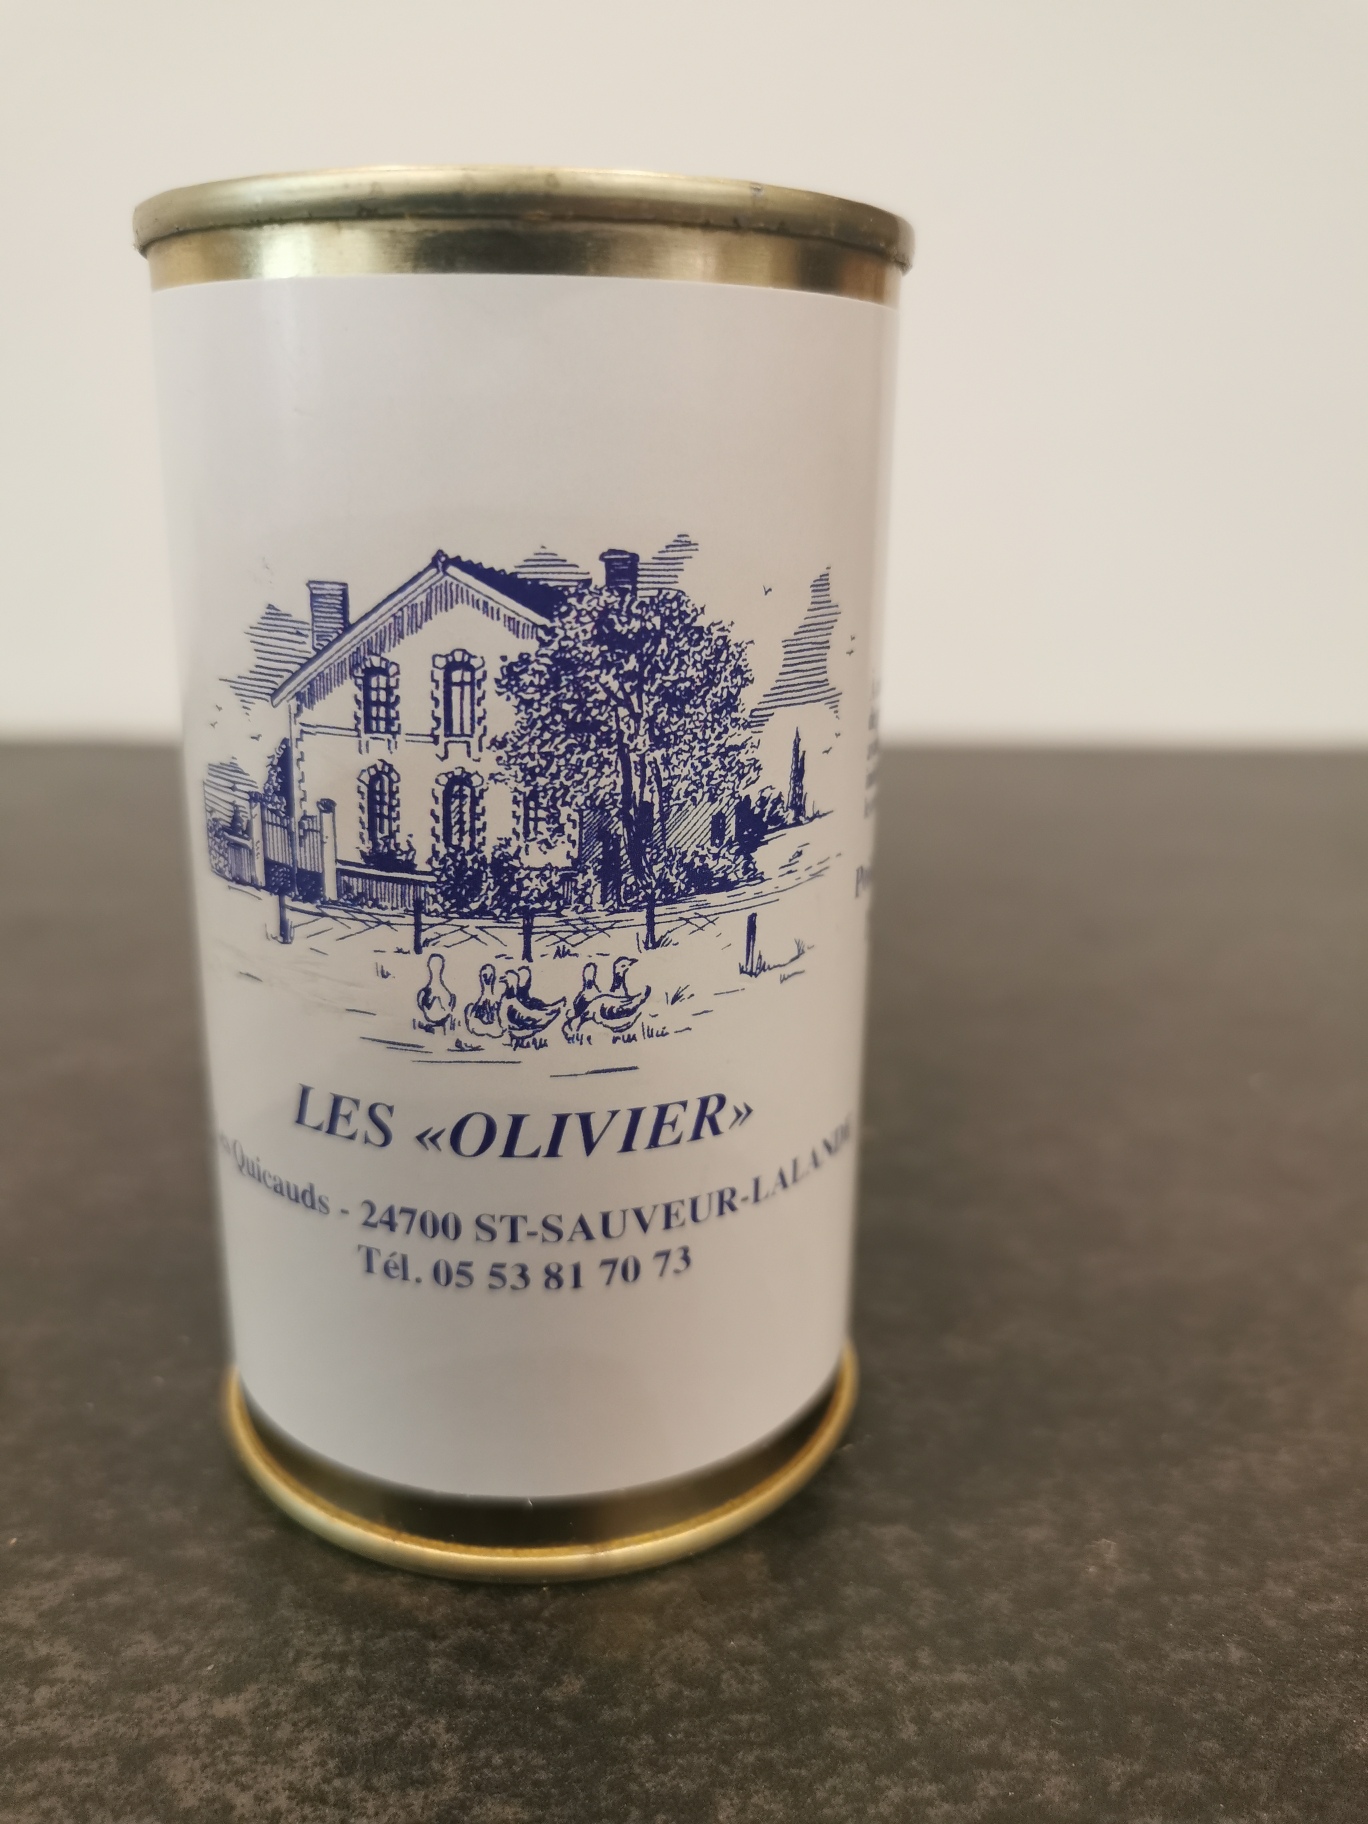 LES «OLIVIER»
Quicauds - 24700 ST-SAUVEUR-LALANDE
Tél. 05 53 81 70 73